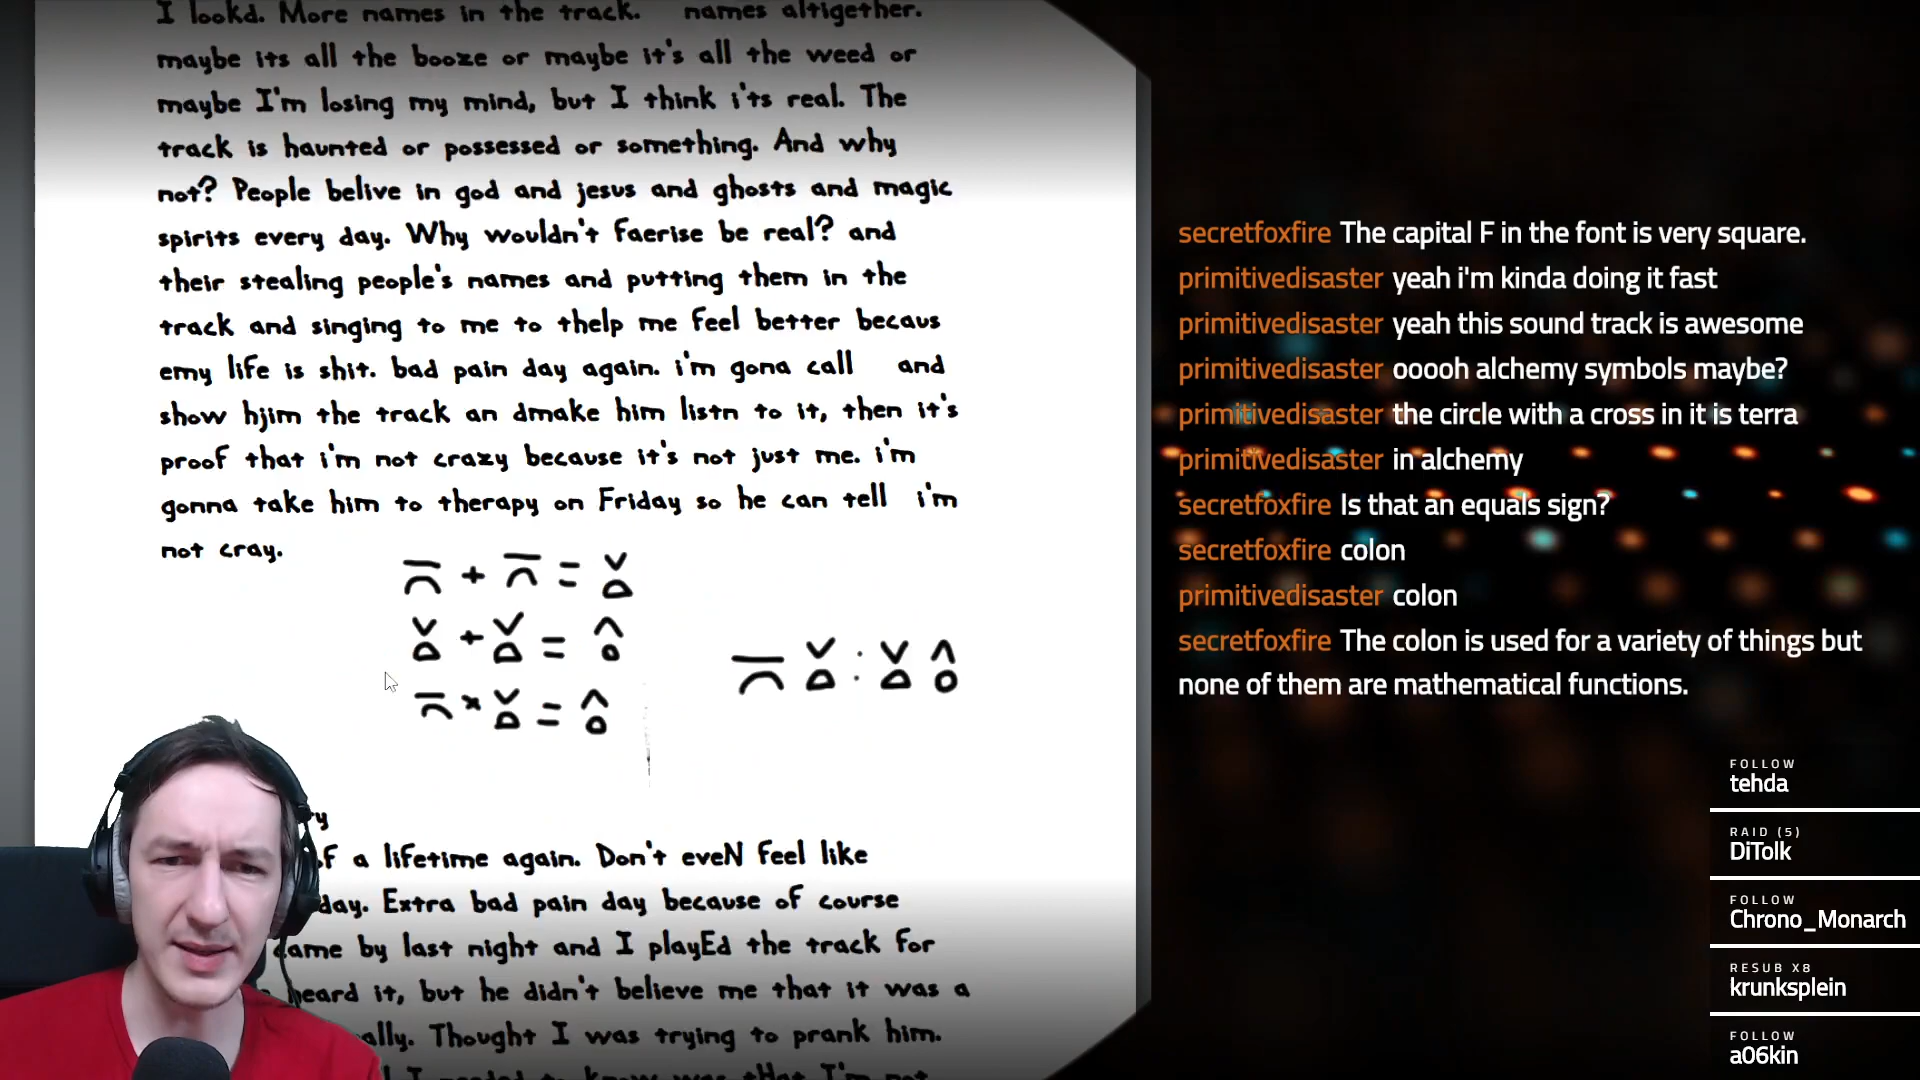 I lookd. More names in the track. names altigether.
maybe its all the booze or maybe it's all the weed or
maybe I'm losing my mind, but I think i'ts real. The
track is haunted or possessed or something. And why
not? People belive in god and jesus and ghosts and magic
spirits every day. Why wouldn't faerise be real? and
their stealing people's names and putting them in the
track and singing to me to thelp me feel better becaus
emy life is shit. bad pain day again. i'm gona call and
show hjim the track an dmake him listn to it, then it's
proof that i'm not crazy because it's not just me. i'm
gonna take him to therapy on Friday so he can tell i'm
not cray.
of a lifetime again. Don't eveN feel like
day. Extra bad pain day because of course
came by last night and I playEd the track for
heard it, but he didn't believe me that it was a
ally. Thought I was trying to prank him.
secretfoxfire The capital F in the font is very square.
primitivedisaster yeah i'm kinda doing it fast
primitivedisaster yeah this sound track is awesome
primitivedisaster ooooh alchemy symbols maybe?
primitivedisaster the circle with a cross in it is terra
primitivedisaster in alchemy
secretfoxfire Is that an equals sign?
secretfoxfire colon
primitivedisaster colon
secretfoxfire The colon is used for a variety of things but
none of them are mathematical functions.
FOLLOW
tehda
RAID (5)
DiTolk
FOLLOW
Chrono_Monarch
RESUB X8
krunksplein
FOLLOW
a06kin